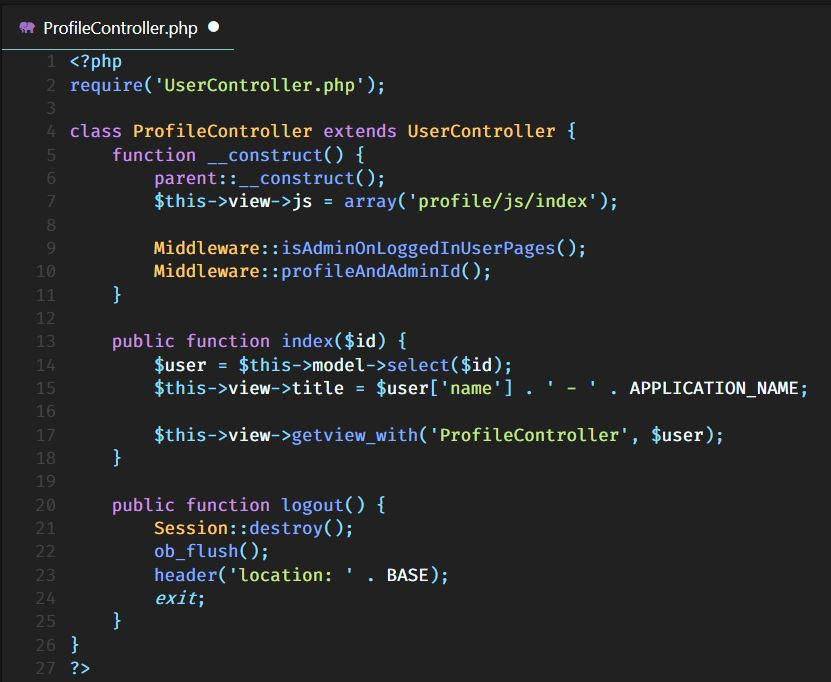 ProfileController.php
1 <?php
2 require('UserController.php');
3
4 class ProfileController extends UserController {
5     function __construct() {
6         parent::__construct();
7         $this->view->js = array('profile/js/index');
8
9         Middleware::isAdminOnLoggedInUserPages();
10         Middleware::profileAndAdminId();
11     }
12
13     public function index($id) {
14         $user = $this->model->select($id);
15         $this->view->title = $user['name'] . ' - ' . APPLICATION_NAME;
16
17         $this->view->getview_with('ProfileController', $user);
18     }
19
20     public function logout() {
21         Session::destroy();
22         ob_flush();
23         header('location: ' . BASE);
24         exit;
25     }
26 }
27 ?>